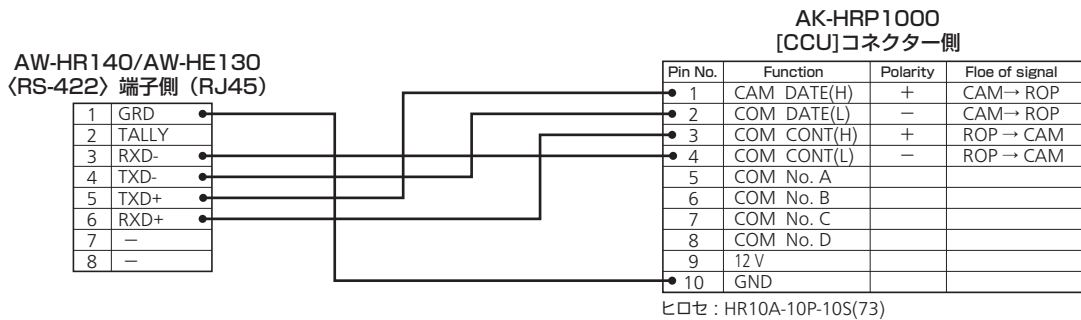 AK-HRP1000
[CCU]コネクター側
AW-HR140/AW-HE130
〈RS-422〉端子側（RJ45）
1 GRD
2 TALLY
3 RXD-
4 TXD-
5 TXD+
6 RXD+
7 －
8 －
Pin No. Function Polarity Floe of signal
1 CAM DATE(H) ＋ CAM→ ROP
2 COM DATE(L) － CAM→ ROP
3 COM CONT(H) ＋ ROP → CAM
4 COM CONT(L) － ROP → CAM
5 COM No. A
6 COM No. B
7 COM No. C
8 COM No. D
9 12 V
10 GND
ヒロセ：HR10A-10P-10S(73)